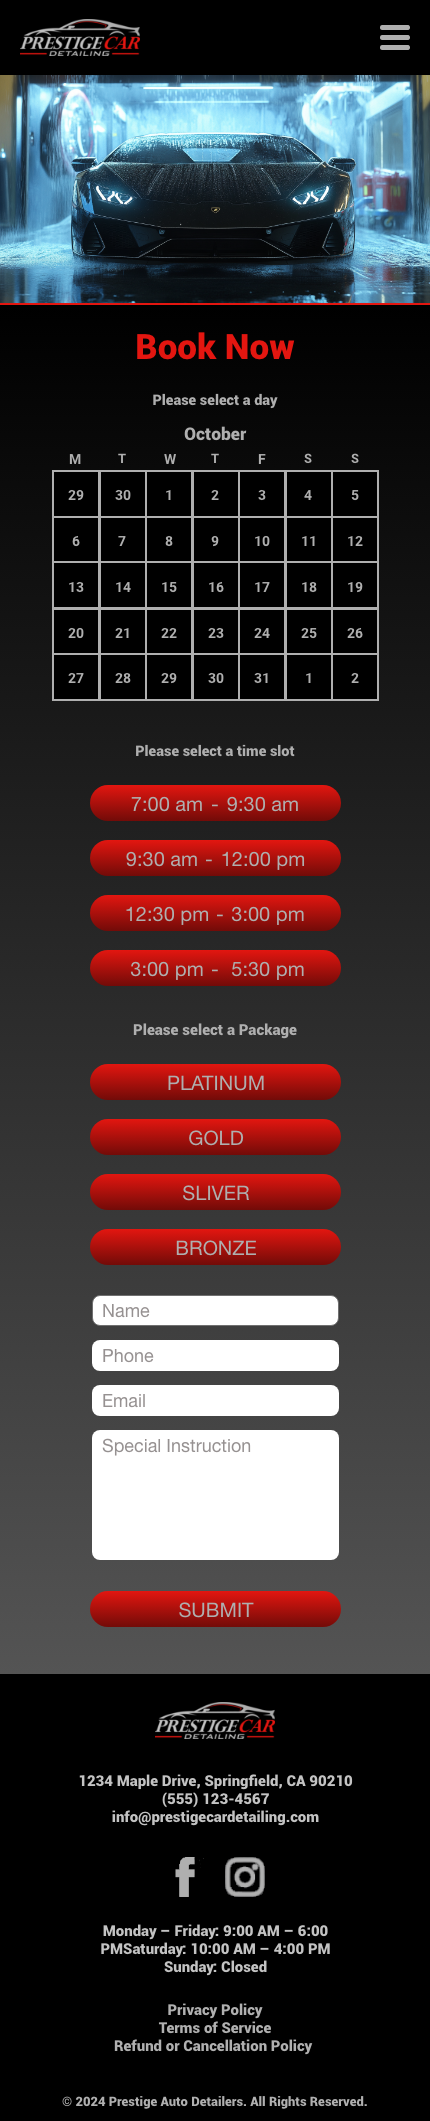 PRESTIGE CAR
DETAILING
Book Now
Please select a day
October
M T W T F S S
29 30 1 2 3 4 5
6 7 8 9 10 11 12
13 14 15 16 17 18 19
20 21 22 23 24 25 26
27 28 29 30 31 1 2
Please select a time slot
7:00 am - 9:30 am
9:30 am - 12:00 pm
12:30 pm - 3:00 pm
3:00 pm - 5:30 pm
Please select a Package
PLATINUM
GOLD
SLIVER
BRONZE
Name
Phone
Email
Special Instruction
SUBMIT
PRESTIGE CAR
DETAILING
1234 Maple Drive, Springfield, CA 90210
(555) 123-4567
info@prestigecardetailing.com
Monday – Friday: 9:00 AM – 6:00
PMSaturday: 10:00 AM – 4:00 PM
Sunday: Closed
Privacy Policy
Terms of Service
Refund or Cancellation Policy
© 2024 Prestige Auto Detailers. All Rights Reserved.